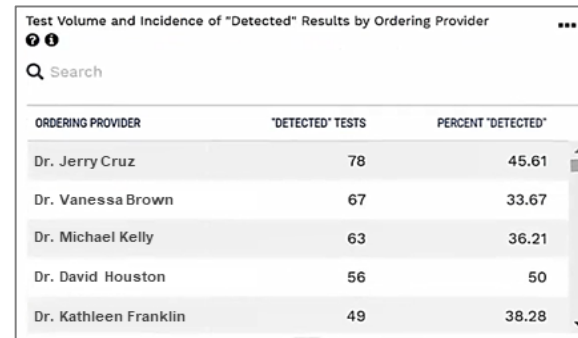 Test Volume and Incidence of "Detected" Results by Ordering Provider
Search
ORDERING PROVIDER "DETECTED" TESTS PERCENT "DETECTED"
Dr. Jerry Cruz 78 45.61
Dr. Vanessa Brown 67 33.67
Dr. Michael Kelly 63 36.21
Dr. David Houston 56 50
Dr. Kathleen Franklin 49 38.28